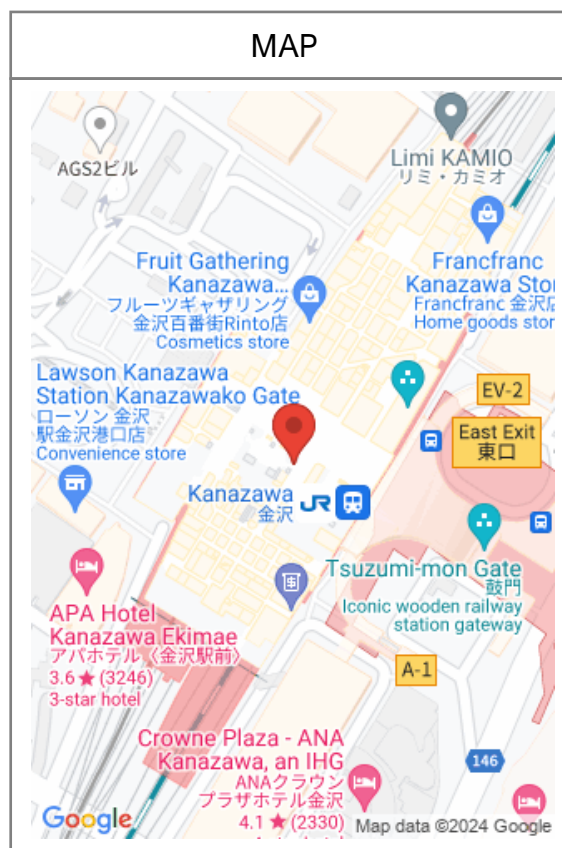 MAP
AGS2ビル
Limi KAMIO
リミ・カミオ
Fruit Gathering
Kanazawa...
フルーツギャザリング
金沢百番街Rinto店
Cosmetics store
Francfranc
Kanazawa Stor
Francfranc 金沢店
Home goods stor
Lawson Kanazawa
Station Kanazawako Gate
ローソン 金沢
駅金沢港口店
Convenience store
EV-2
East Exit
東口
Kanazawa
金沢
JR
Tsuzumi-mon Gate
鼓門
Iconic wooden railway
station gateway
APA Hotel
Kanazawa Ekimae
アパホテル〈金沢駅前〉
3.6 ★ (3246)
3-star hotel
A-1
Crowne Plaza - ANA
Kanazawa, an IHG
ANAクラウン
プラザホテル金沢
4.1 ★ (2330)
146
Google
Map data ©2024 Google